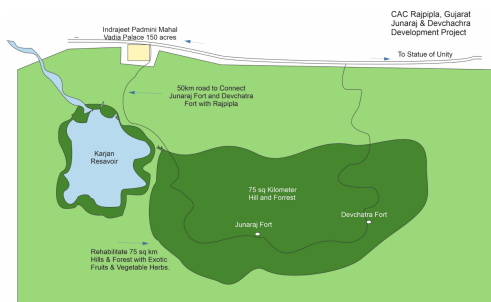 CAC Rajpipla, Gujarat
Junaraj & Devchachra
Development Project
Indrajeet Padmini Mahal
Vadia Palace 150 acres
To Statue of Unity
50km road to Connect
Junaraj Fort and Devchatra
Fort with Rajpipla
Karjan
Resavoir
75 sq Kilometer
Hill and Forrest
Junaraj Fort
Devchatra Fort
Rehabilitate 75 sq km
Hills & Forest with Exotic
Fruits & Vegetable Herbs.